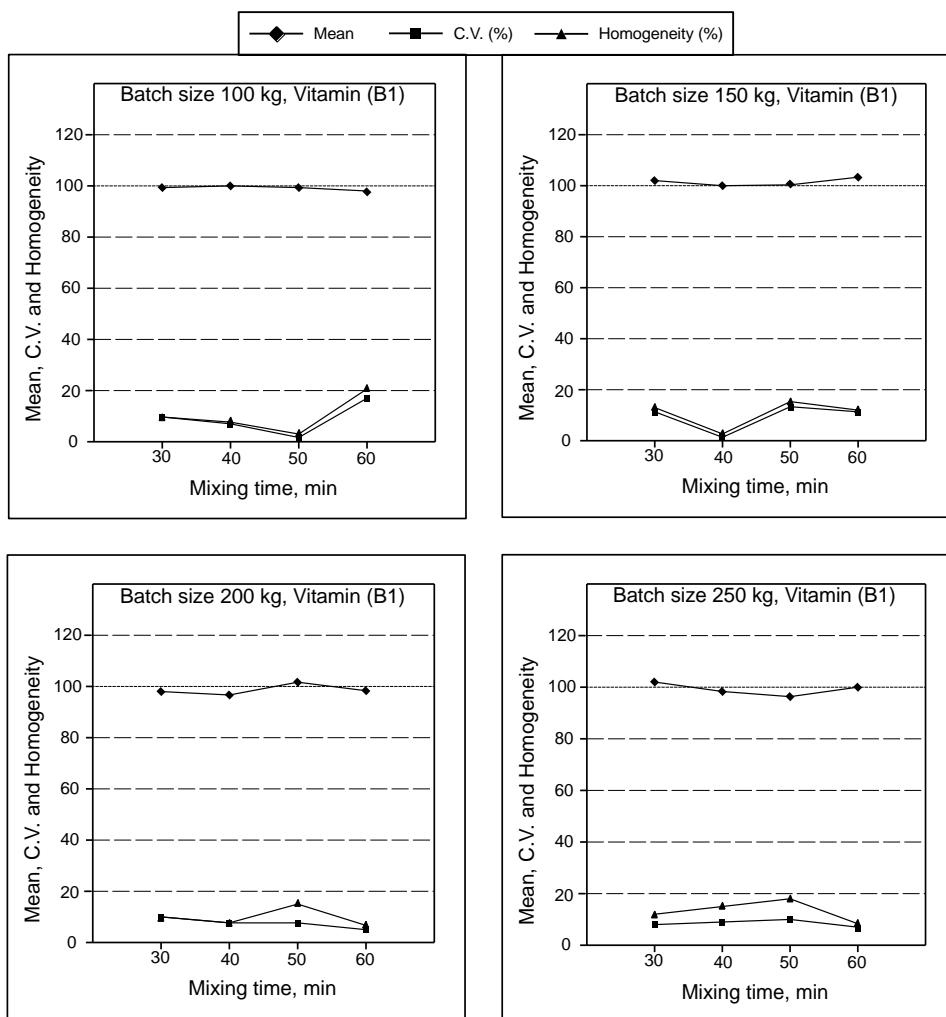 Mean C.V. (%) Homogeneity (%)
Batch size 100 kg, Vitamin (B1)
Mean, C.V. and Homogeneity
120
100
80
60
40
20
0
30 40 50 60
Mixing time, min
Batch size 150 kg, Vitamin (B1)
Mean, C.V. and Homogeneity
120
100
80
60
40
20
0
30 40 50 60
Mixing time, min
Batch size 200 kg, Vitamin (B1)
Mean, C.V. and Homogeneity
120
100
80
60
40
20
0
30 40 50 60
Mixing time, min
Batch size 250 kg, Vitamin (B1)
Mean, C.V. and Homogeneity
120
100
80
60
40
20
0
30 40 50 60
Mixing time, min